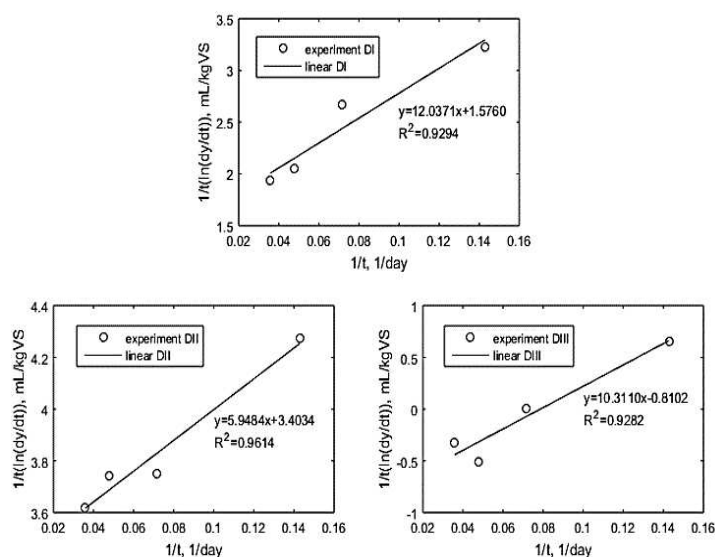 3.5
3
2.5
2
1.5
1/t(ln(dy/dt)), mL/kgVS
experiment DI
linear DI
y=12.0371x+1.5760
R²=0.9294
0.02 0.04 0.06 0.08 0.1 0.12 0.14 0.16
1/t, 1/day
4.4
4.2
4
3.8
3.6
1/t(ln(dy/dt)), mL/kgVS
experiment DII
linear DII
y=5.9484x+3.4034
R²=0.9614
0.02 0.04 0.06 0.08 0.1 0.12 0.14 0.16
1/t, 1/day
1
0.5
0
-0.5
-1
1/t(ln(dy/dt)), mL/kgVS
experiment DIII
linear DIII
y=10.3110x-0.8102
R²=0.9282
0.02 0.04 0.06 0.08 0.1 0.12 0.14 0.16
1/t, 1/day